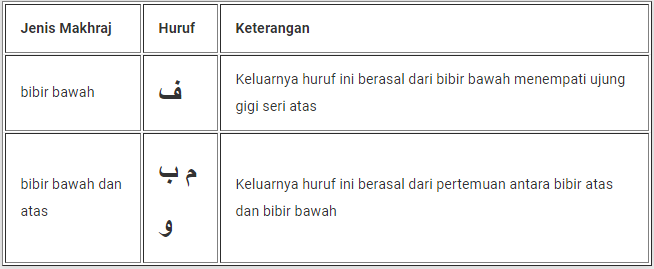 Jenis Makhraj Huruf Keterangan
bibir bawah ف Keluarnya huruf ini berasal dari bibir bawah menempati ujung
gigi seri atas
bibir bawah dan
atas
م ب
و
Keluarnya huruf ini berasal dari pertemuan antara bibir atas
dan bibir bawah